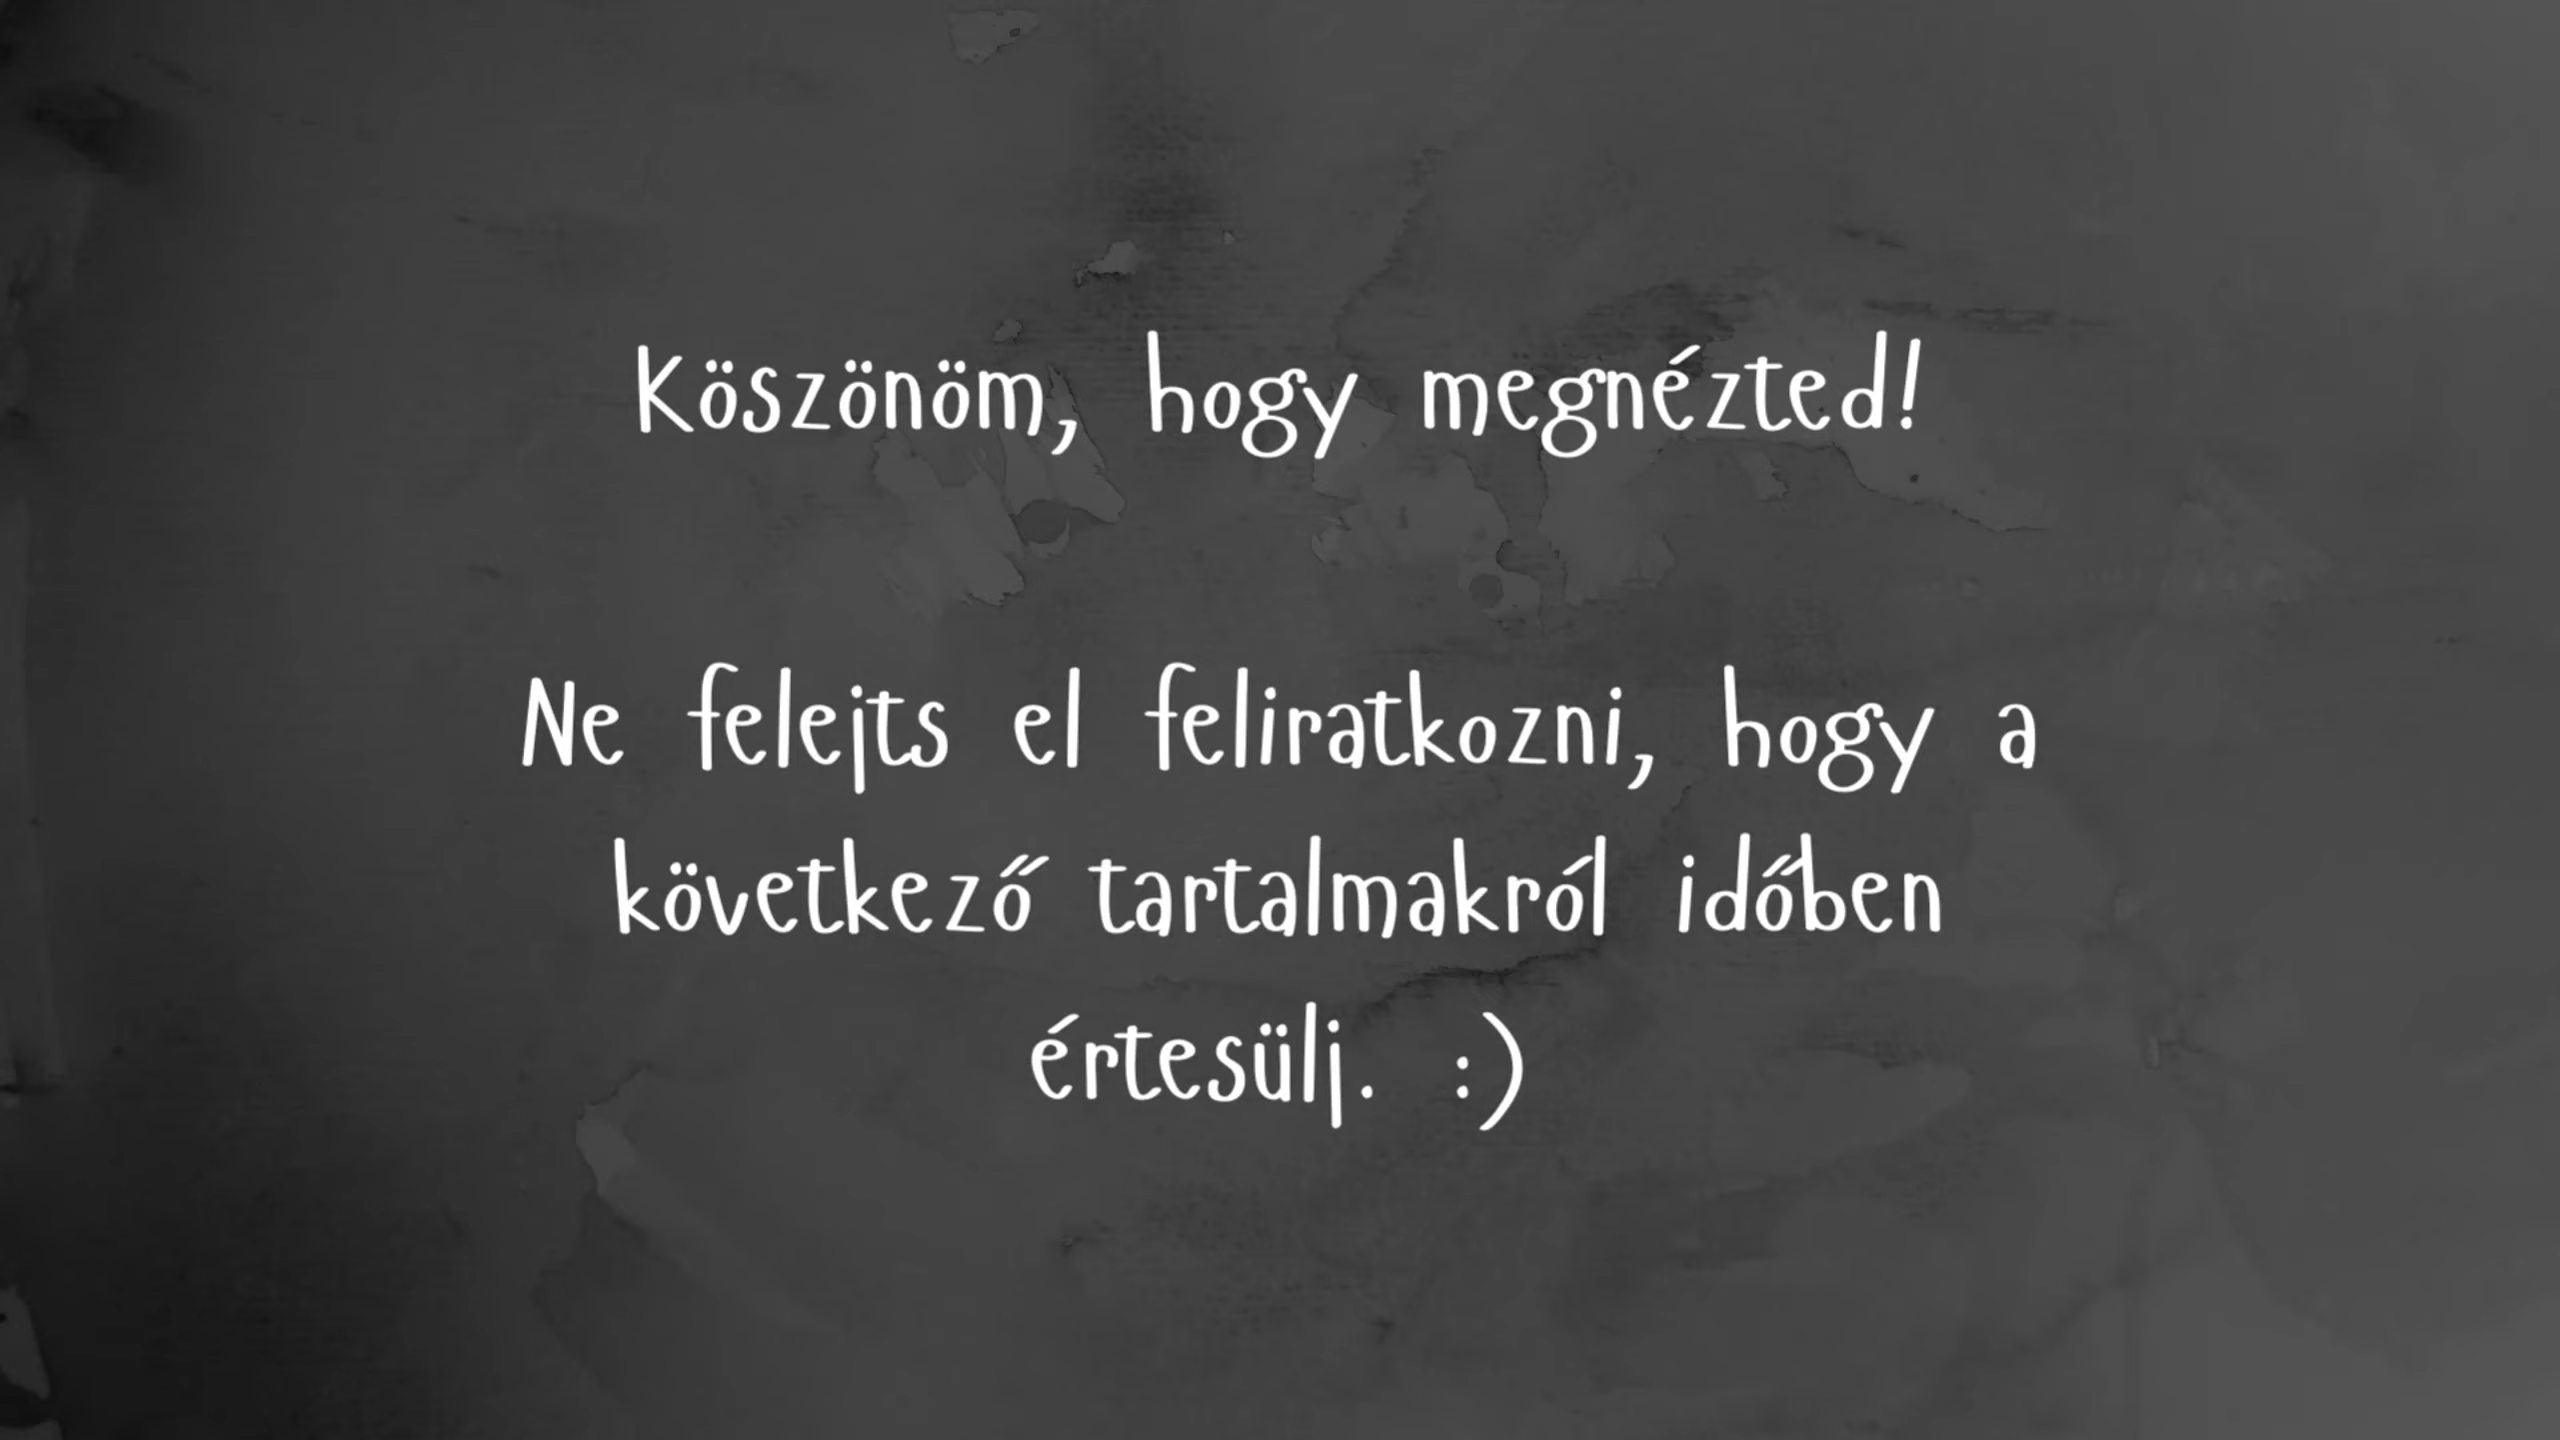 Köszönöm, hogy megnézted!
Ne felejts el feliratkozni, hogy a
következő tartalmakról időben
értesülj. :)